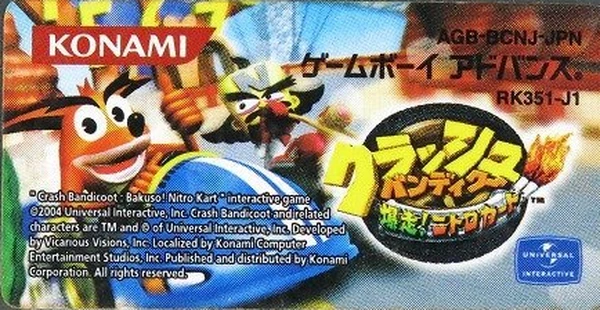 KONAMI
AGB-BCNJ-JPN
ゲームボーイ アドバンス®
RK351-J1
クラッシュ
バンディクー
爆走!ニトロカート
TM
"Crash Bandicoot : Bakuso! Nitro Kart" interactive game
©2004 Universal Interactive, Inc. Crash Bandicoot and related
characters are TM and © of Universal Interactive, Inc. Developed
by Vicarious Visions, Inc. Localized by Konami Computer
Entertainment Studios, Inc. Published and distributed by Konami
Corporation. All rights reserved.
UNIVERSAL
INTERACTIVE